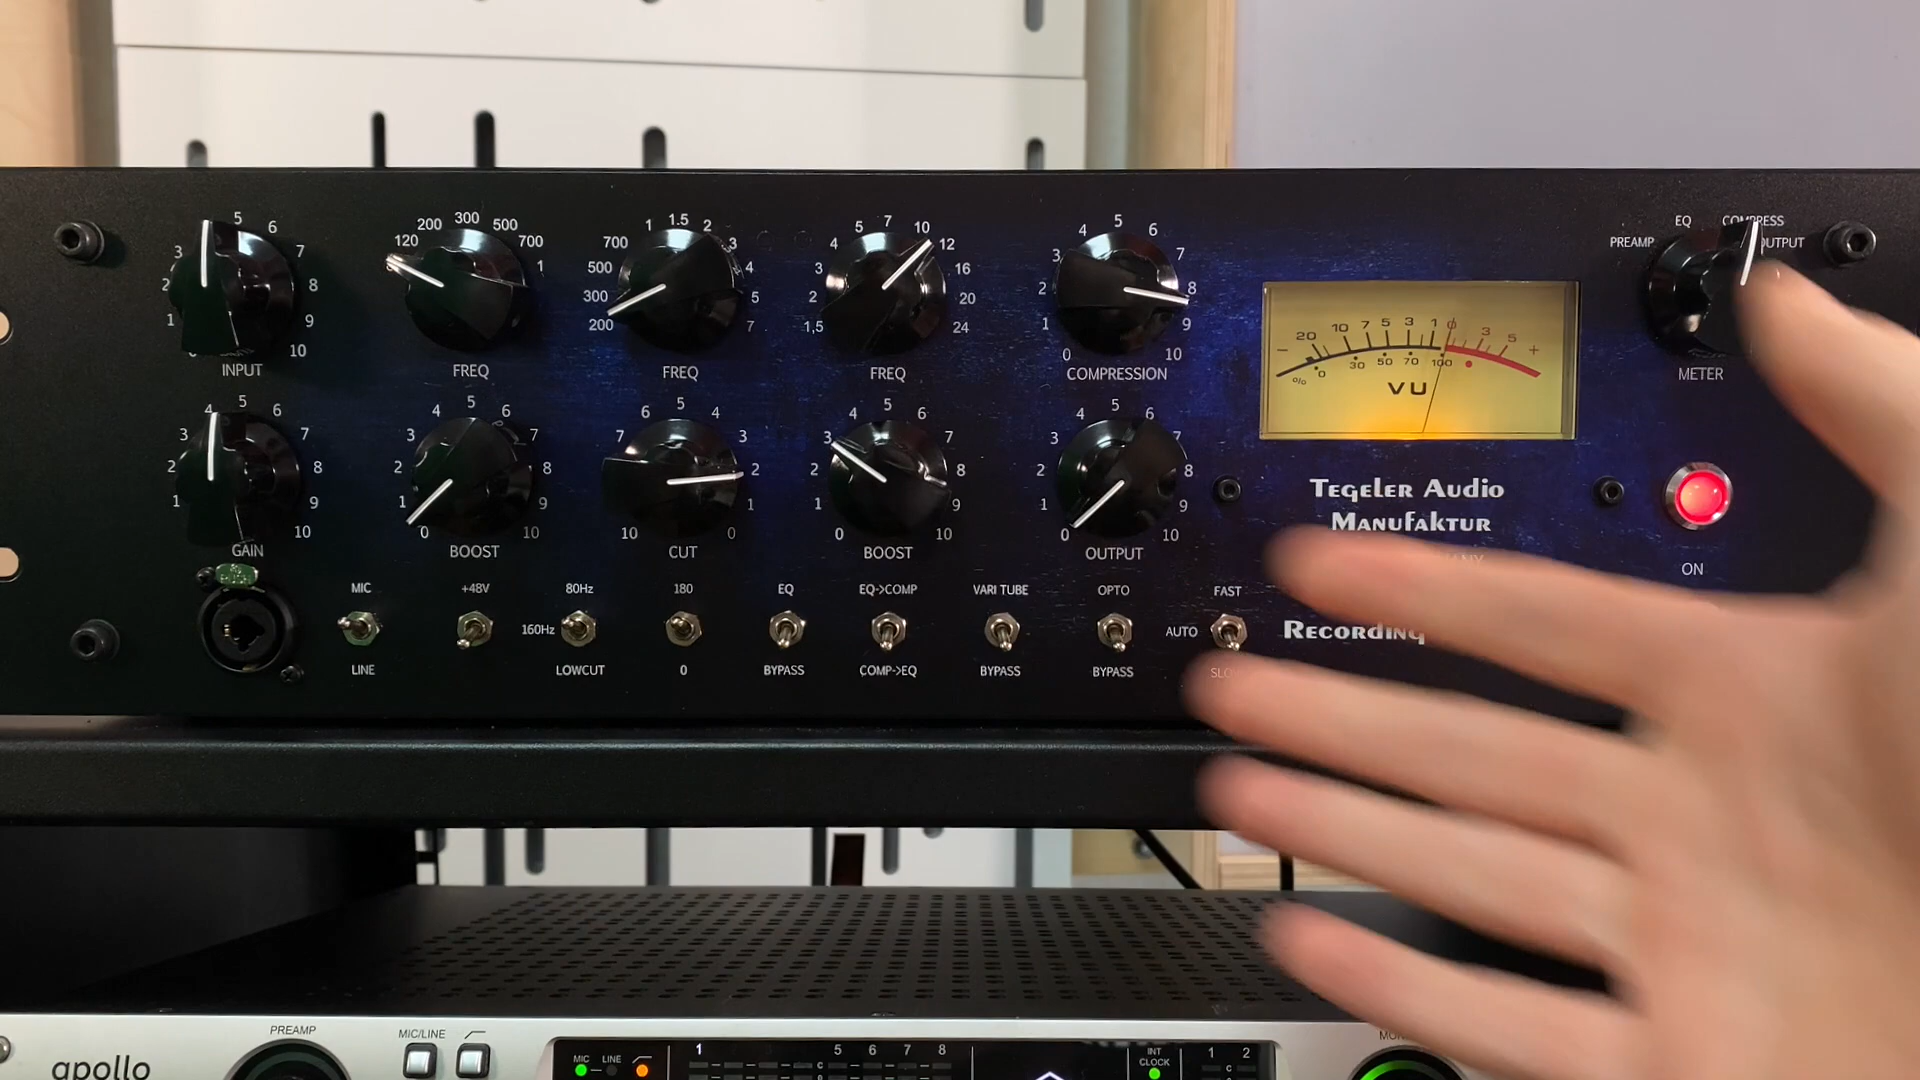 5 6 3 7 2 8 1 9 10
INPUT
80 120 200 300 500 700 1
FREQ
200 300 500 700 1 1.5 2 3 4 5 7
FREQ
1,5 2 3 4 5 7 10 12 16 20 24
FREQ
0 1 2 3 4 5 6 7 8 9 10
COMPRESSION
20 10 7 5 3 1 0 3 5
- +
% 0 30 50 70 100
VU
PREAMP EQ COMPRESS OUTPUT
METER
1 2 3 4 5 6 7 8 9 10
GAIN
0 1 2 3 4 5 6 7 8 9 10
BOOST
10 7 6 5 4 3 2 1 0
CUT
0 1 2 3 4 5 6 7 8 9 10
BOOST
0 1 2 3 4 5 6 7 8 9 10
OUTPUT
Tegeler Audio
Manufaktur
ON
MIC +48V 80Hz 180 EQ EQ->COMP VARI TUBE OPTO FAST
160Hz AUTO Recording
LINE LOWCUT 0 BYPASS COMP->EQ BYPASS BYPASS SLOW
PREAMP MIC/LINE
apollo
MIC LINE 1 5 6 7 8 INT CLOCK 1 2
C C